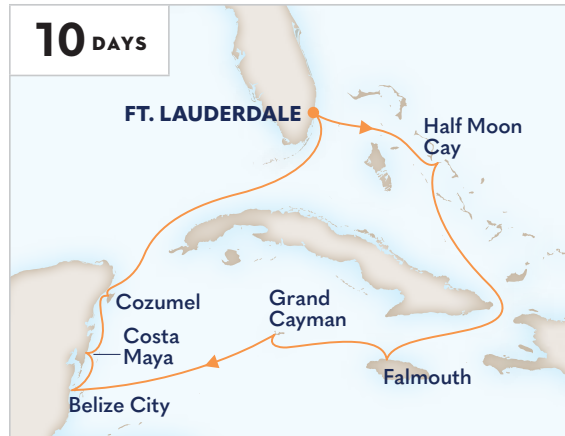 10 DAYS
FT. LAUDERDALE
Half Moon
Cay
Cozumel
Grand
Cayman
Costa
Maya
Falmouth
Belize City